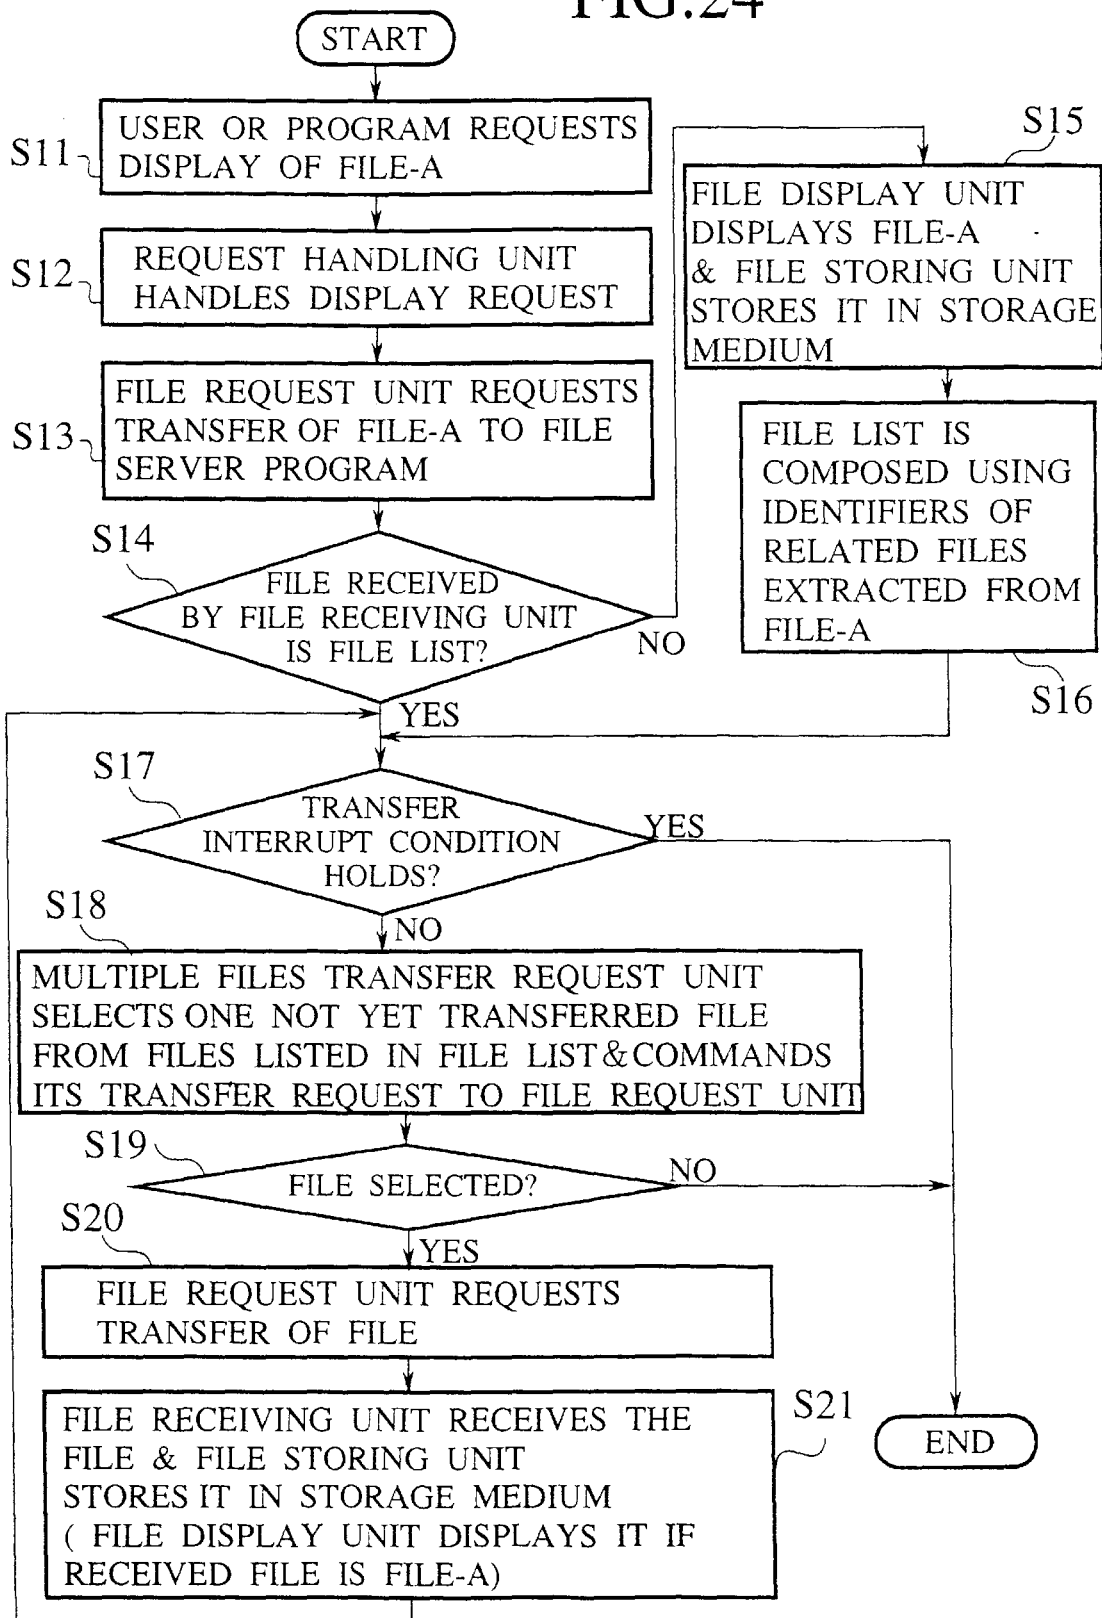 FIG.24
START
S11
USER OR PROGRAM REQUESTS
DISPLAY OF FILE-A
S12
REQUEST HANDLING UNIT
HANDLES DISPLAY REQUEST
S13
FILE REQUEST UNIT REQUESTS
TRANSFER OF FILE-A TO FILE
SERVER PROGRAM
S14
FILE RECEIVED
BY FILE RECEIVING UNIT
IS FILE LIST?
NO
YES
S15
FILE DISPLAY UNIT
DISPLAYS FILE-A
& FILE STORING UNIT
STORES IT IN STORAGE
MEDIUM
FILE LIST IS
COMPOSED USING
IDENTIFIERS OF
RELATED FILES
EXTRACTED FROM
FILE-A
S16
S17
TRANSFER
INTERRUPT CONDITION
HOLDS?
YES
NO
S18
MULTIPLE FILES TRANSFER REQUEST UNIT
SELECTS ONE NOT YET TRANSFERRED FILE
FROM FILES LISTED IN FILE LIST&COMMANDS
ITS TRANSFER REQUEST TO FILE REQUEST UNIT
S19
FILE SELECTED?
NO
YES
S20
FILE REQUEST UNIT REQUESTS
TRANSFER OF FILE
S21
FILE RECEIVING UNIT RECEIVES THE
FILE & FILE STORING UNIT
STORES IT IN STORAGE MEDIUM
( FILE DISPLAY UNIT DISPLAYS IT IF
RECEIVED FILE IS FILE-A)
END